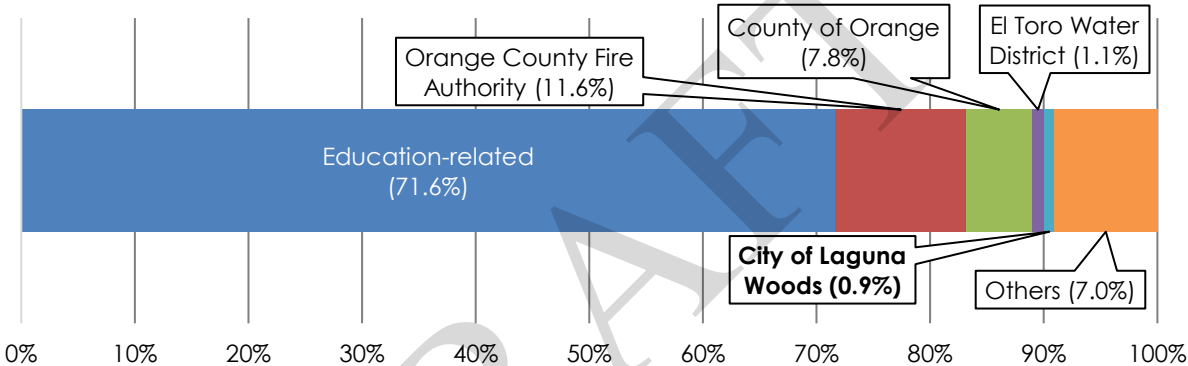 County of Orange
(7.8%)
El Toro Water
District (1.1%)
Orange County Fire
Authority (11.6%)
Education-related
(71.6%)
City of Laguna
Woods (0.9%)
Others (7.0%)
0% 10% 20% 30% 40% 50% 60% 70% 80% 90% 100%
DRAFT